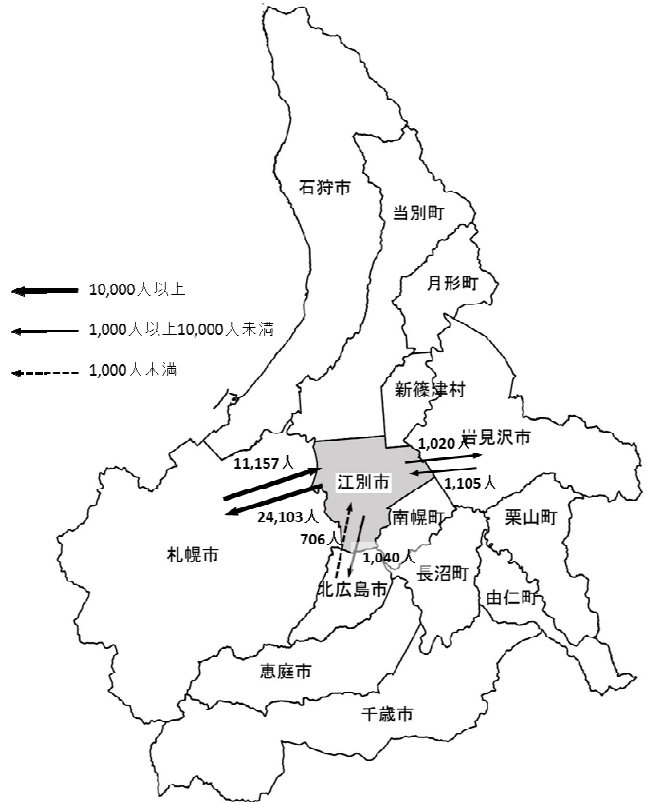 石狩市
当別町
月形町
10,000人以上
1,000人以上10,000人未満
1,000人未満
新篠津村
1,020人
岩見沢市
11,157人
江別市
1,105人
24,103人
南幌町
栗山町
706人
札幌市
1,040人
長沼町
北広島市
由仁町
恵庭市
千歳市